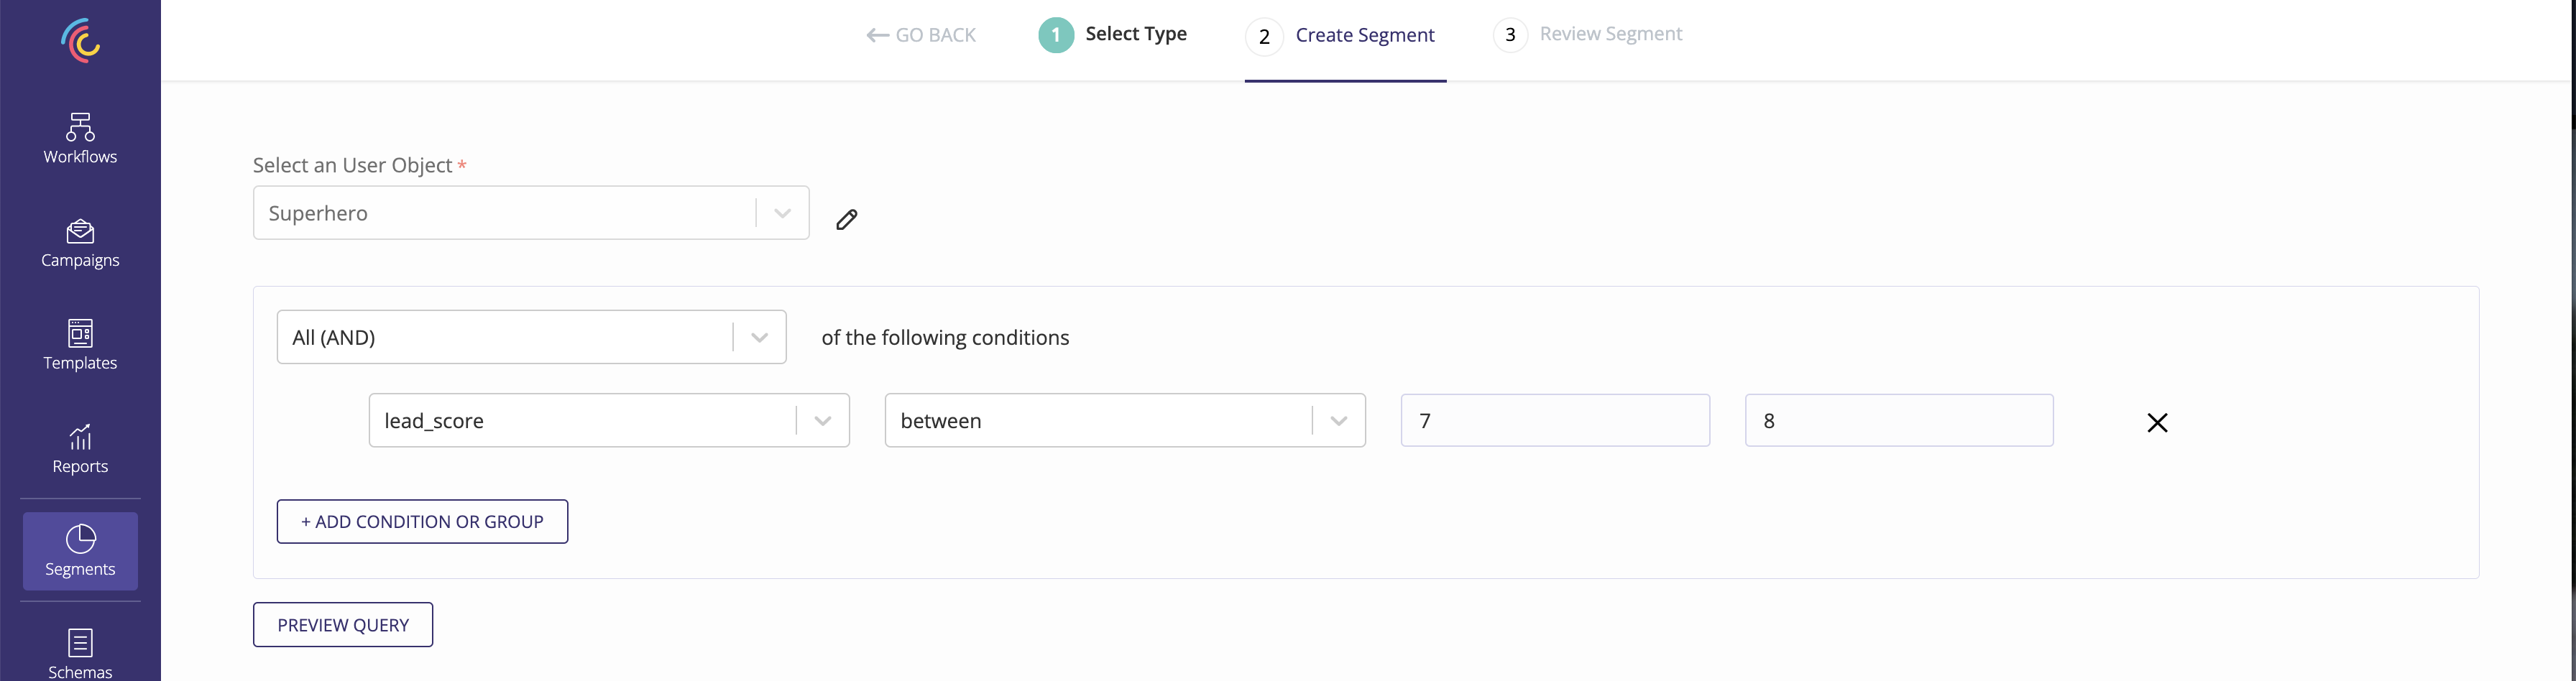 GO BACK
1 Select Type
2 Create Segment
3 Review Segment
Workflows
Campaigns
Templates
Reports
Segments
Schemas
Select an User Object *
Superhero
All (AND) of the following conditions
lead_score between 7 8
+ ADD CONDITION OR GROUP
PREVIEW QUERY